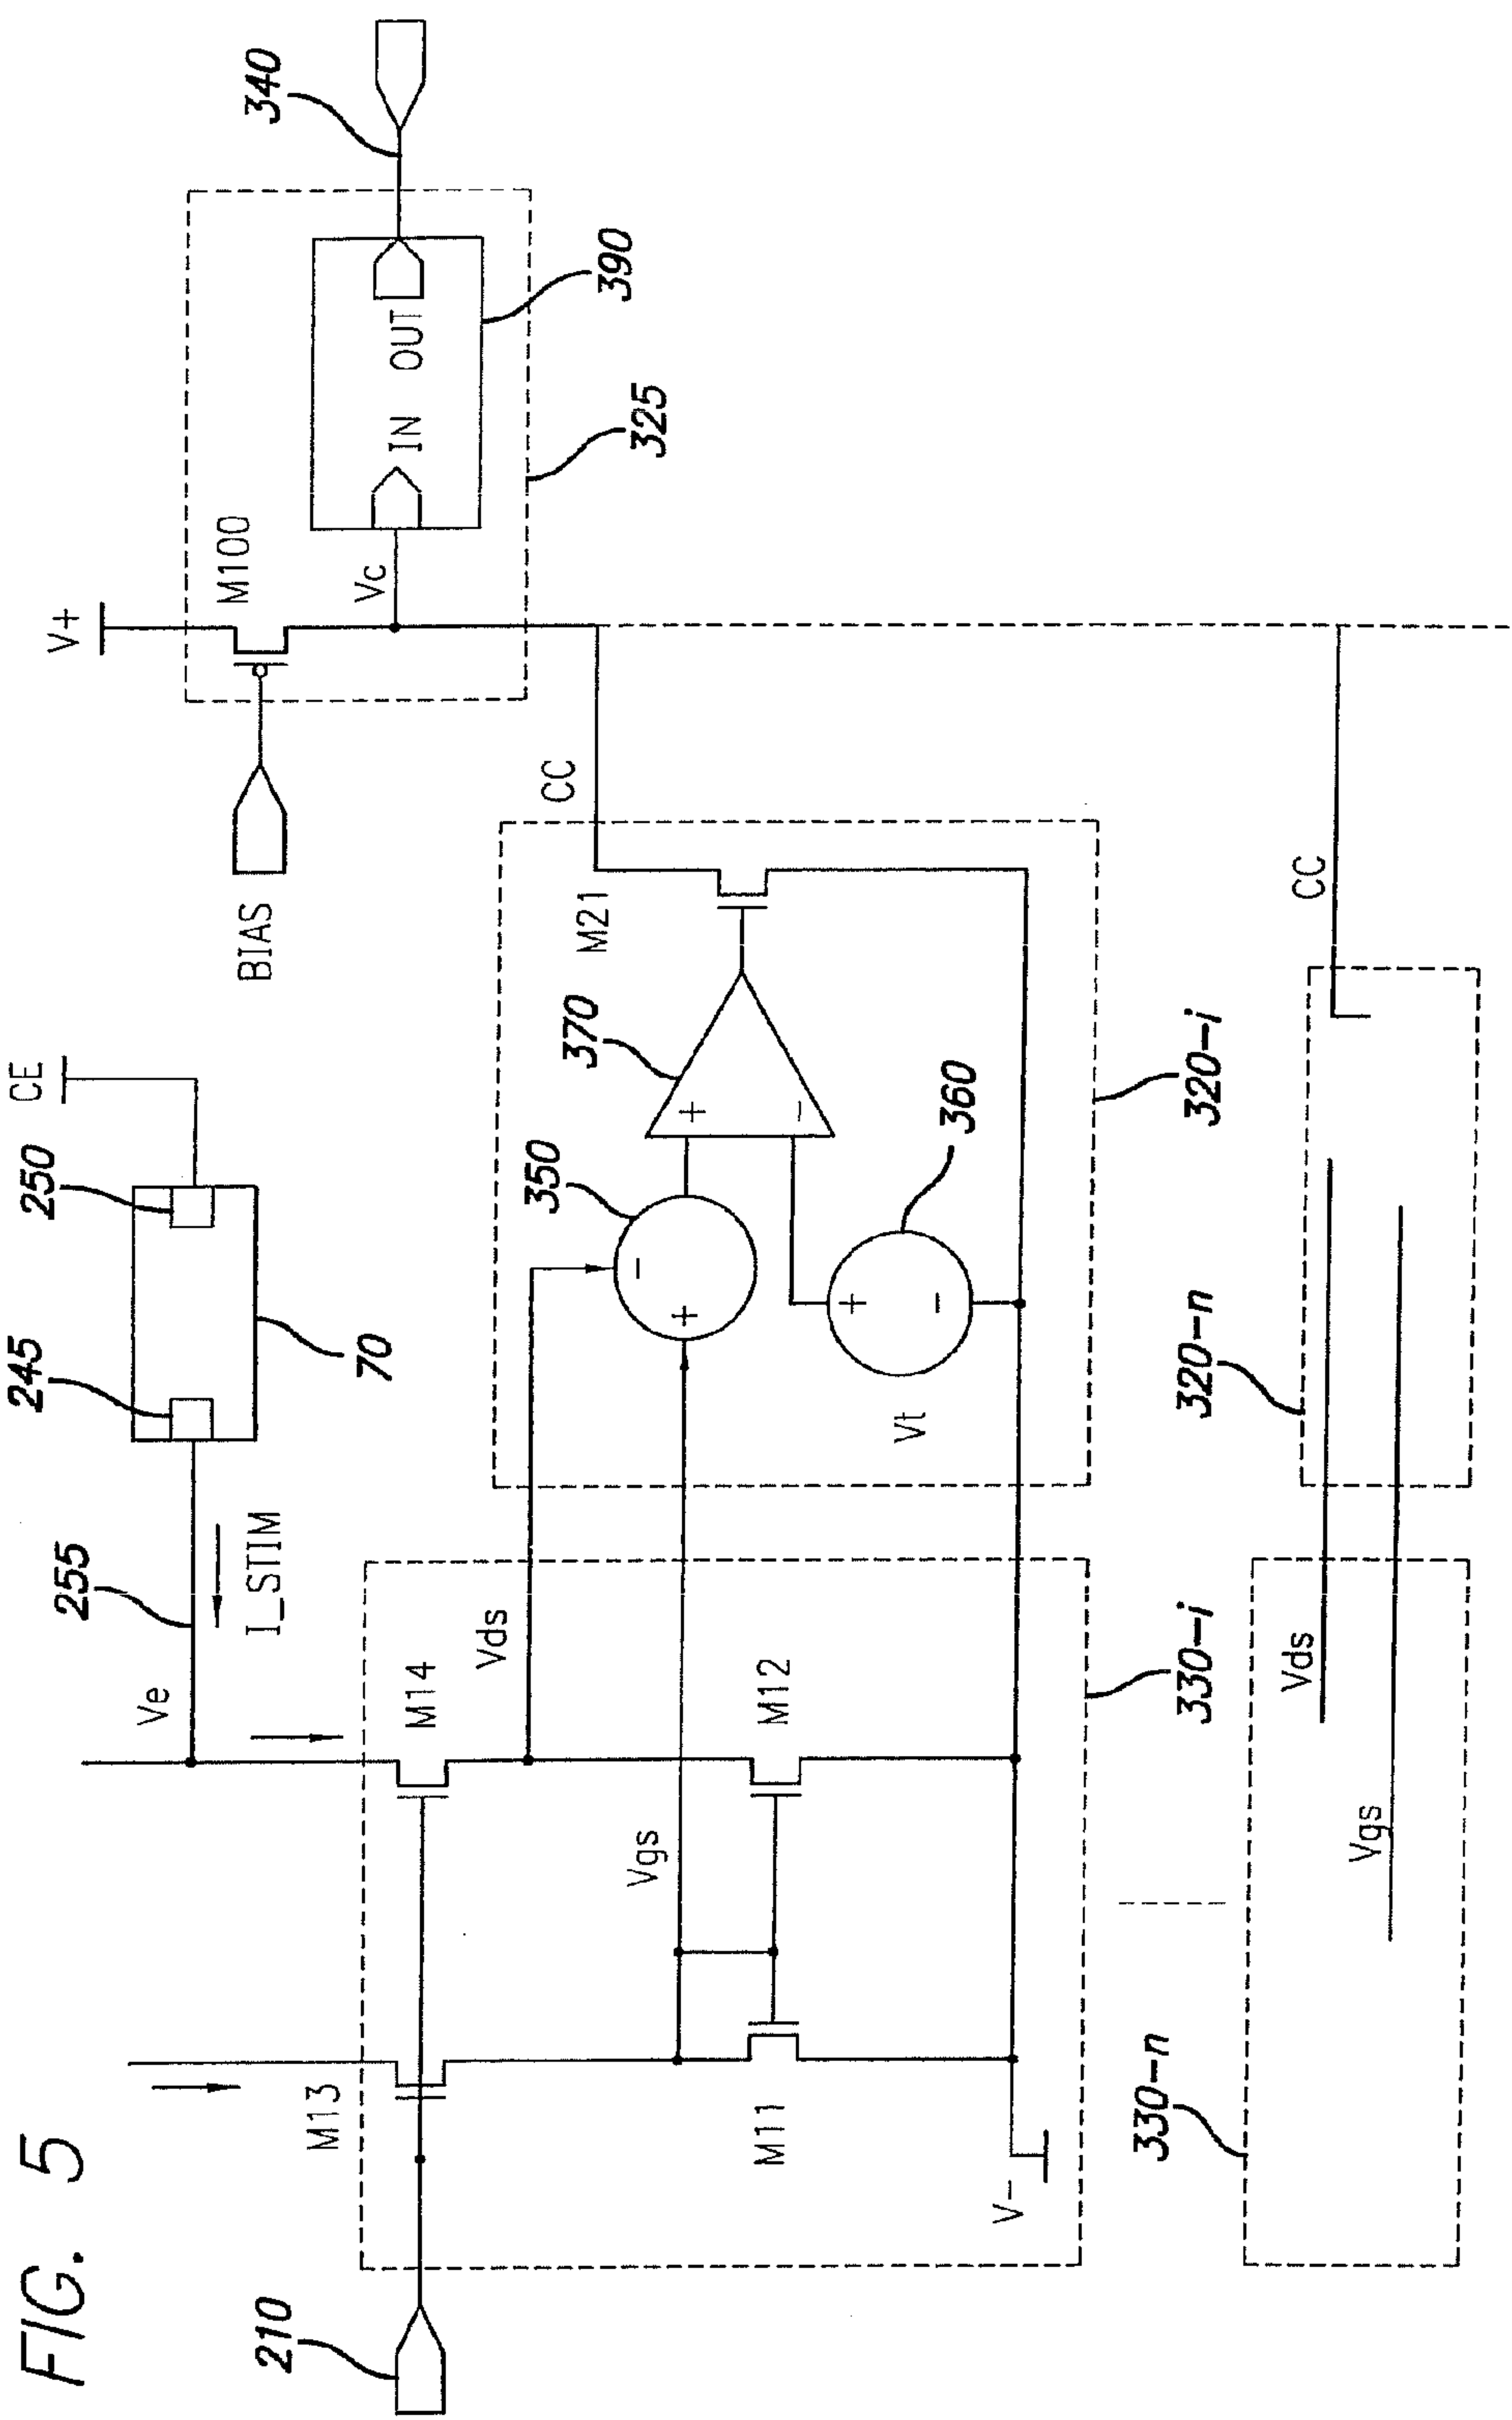 FIG. 5
CE
245
250
255
Ve
I_STIM
70
V+
M100
BIAS
Vc
IN
OUT
340
390
325
210
M13
M14
Vds
Vgs
M11
M12
V-
330-i
350
-
+
370
+
-
360
+
-
Vt
M21
CC
320-i
330-n
Vds
Vgs
320-n
CC